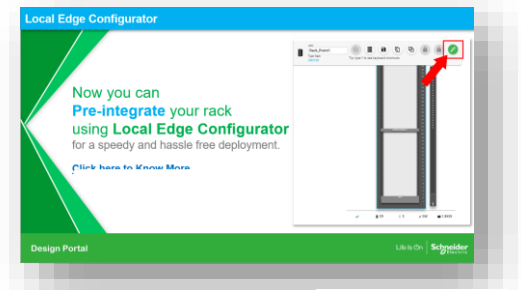 Local Edge Configurator
Now you can
Pre-integrate your rack
using Local Edge Configurator
for a speedy and hassle free deployment.
Click here to Know More
Design Portal
Life Is On
Schneider
Electric